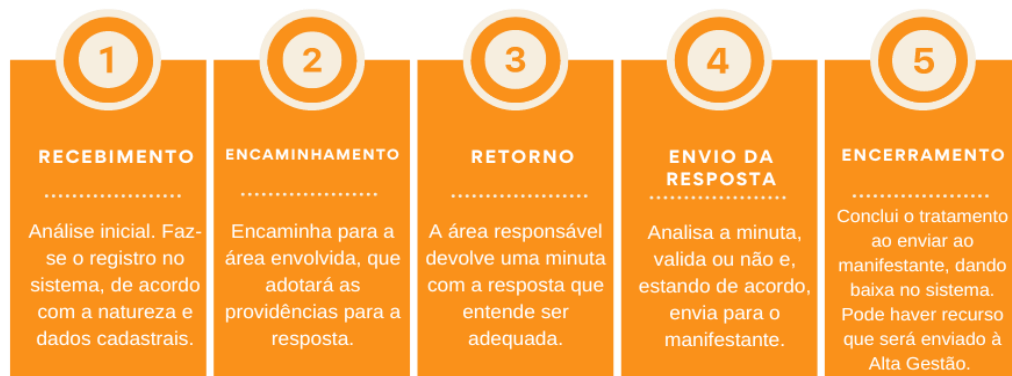 1
RECEBIMENTO
Análise inicial. Faz-
se o registro no
sistema, de acordo
com a natureza e
dados cadastrais.
2
ENCAMINHAMENTO
Encaminha para a
área envolvida, que
adotará as
providências para a
resposta.
3
RETORNO
A área responsável
devolve uma minuta
com a resposta que
entende ser
adequada.
4
ENVIO DA
RESPOSTA
Analisa a minuta,
valida ou não e,
estando de acordo,
envia para o
manifestante.
5
ENCERRAMENTO
Conclui o tratamento
ao enviar ao
manifestante, dando
baixa no sistema.
Pode haver recurso
que será enviado à
Alta Gestão.